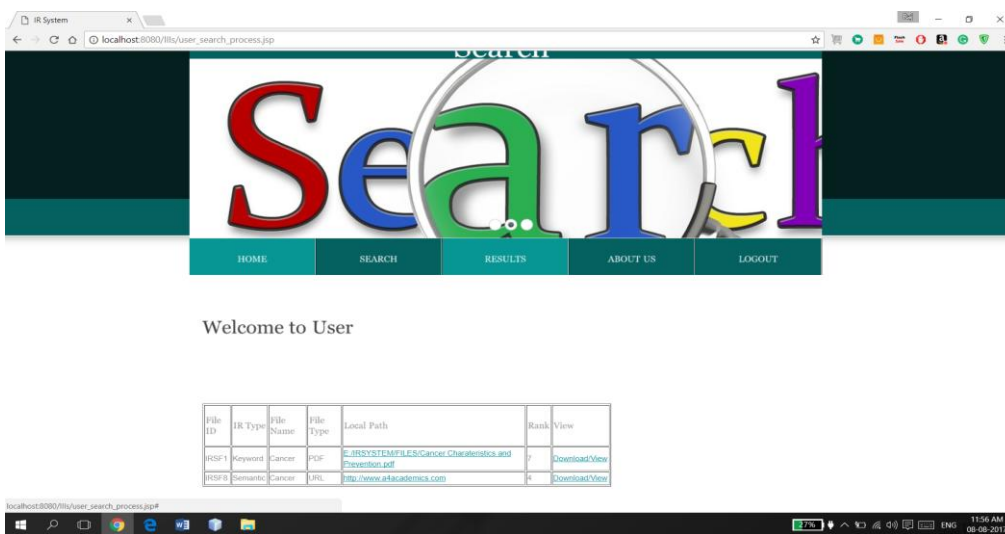 IR System
localhost:8080/IIIs/user_search_process.jsp
Search
Search
HOME SEARCH RESULTS ABOUT US LOGOUT
Welcome to User
File ID IR Type File Name File Type Local Path Rank View
IRSF1 Keyword Cancer PDF E:/IRSYSTEM/FILES/Cancer Charateristics and Prevention.pdf 7 Download/View
IRSF8 Semantic Cancer URL http://www.a4academics.com 4 Download/View
localhost:8080/IIIs/user_search_process.jsp#
27% ENG 11:56 AM
08-08-2017